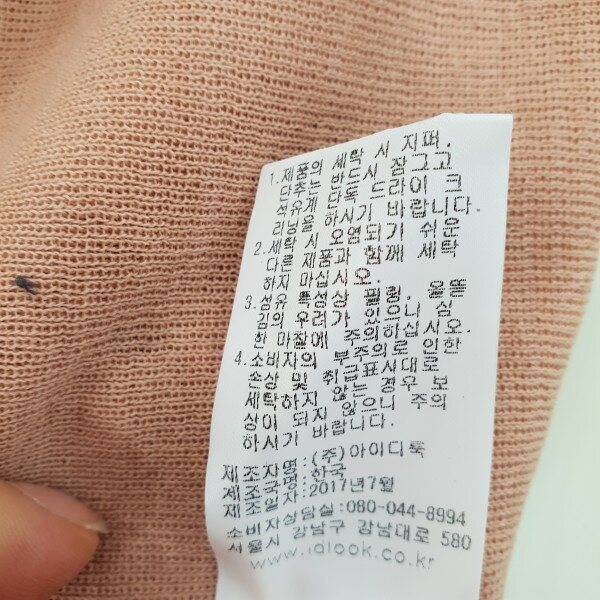 1.제품의 세탁 시 지퍼.
단추는 반드시 잠그고
석유계 단독 드라이 크
리닝을 하시기 바랍니다.
2.세탁 시 오염되기 쉬운
다른 제품과 함께 세탁
하지 마십시오.
3.섬유 특성상 필링, 올뜯
김의 우려가 있으니 심
한 마찰에 주의하십시오.
4.소비자의 부주의로 인한
손상 및 취급표시대로
세탁하지 않는 경우 보
상이 되지 않으니 주의
하시기 바랍니다.
제조자명:(주)아이디룩
제조국명:한국
제조일자:2017년7월
소비자상담실:080-044-8994
서울시 강남구 강남대로 580
www.idlook.co.kr